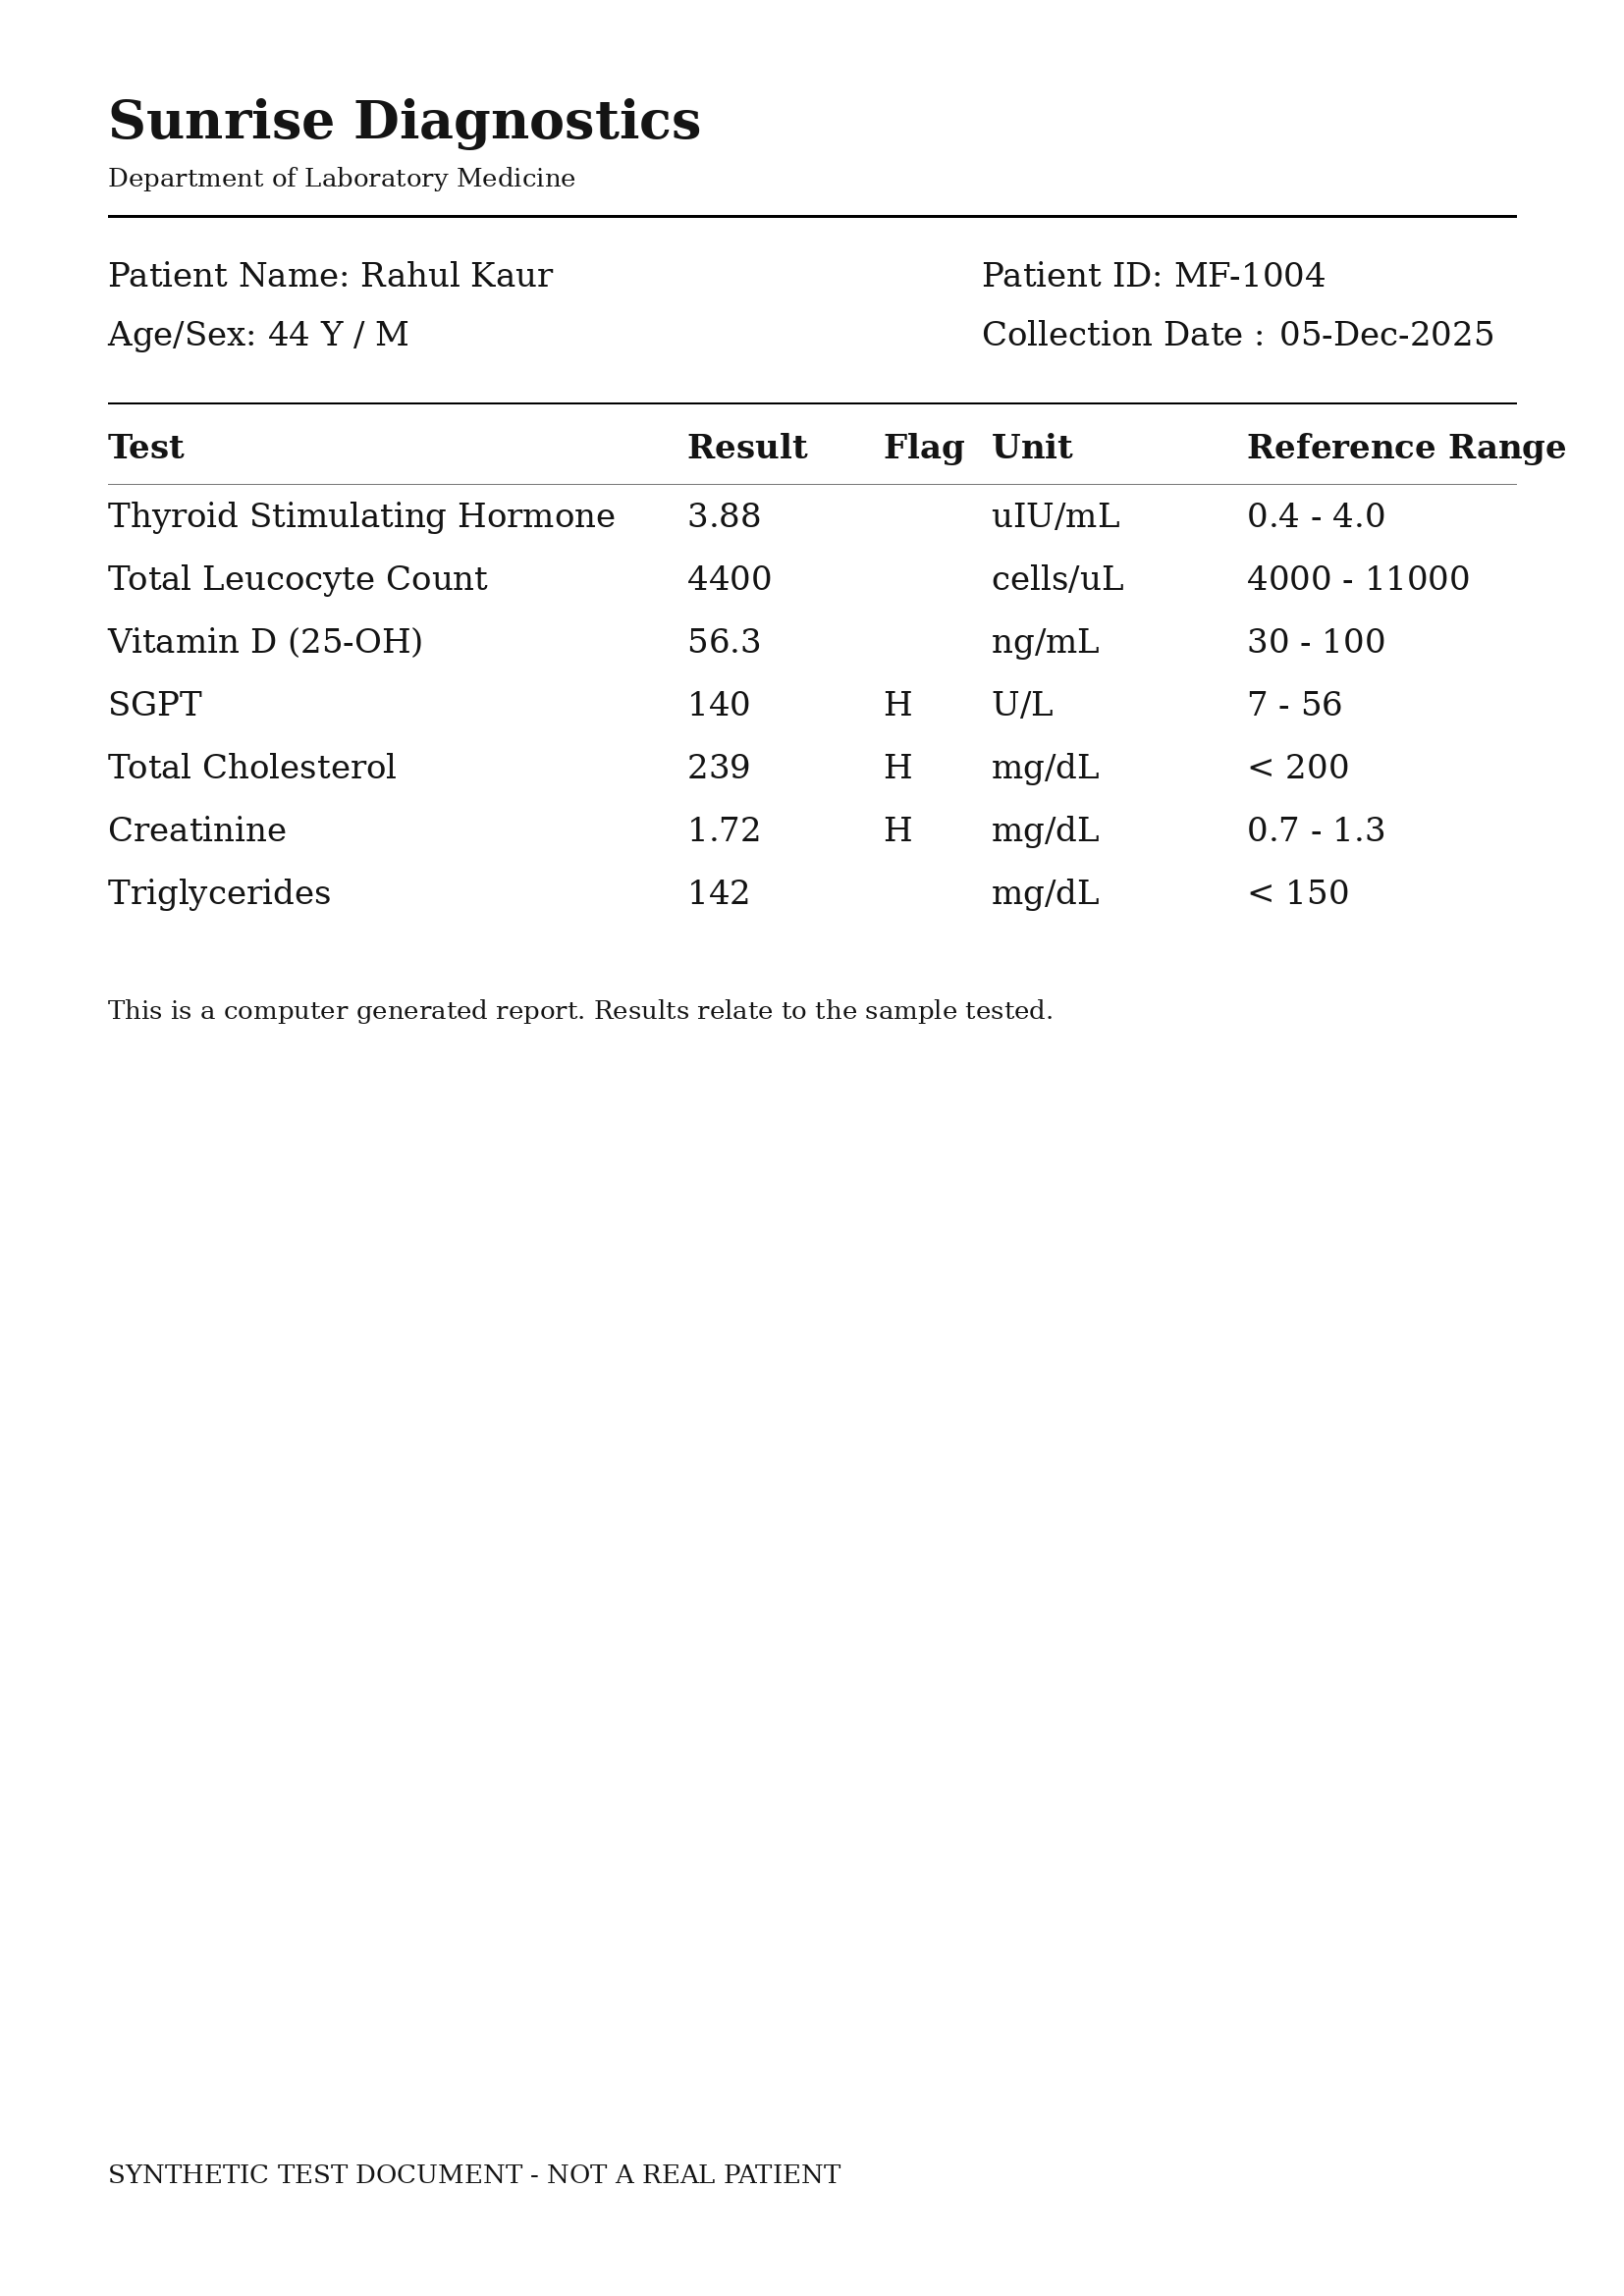 Sunrise Diagnostics
Department of Laboratory Medicine
Patient Name: Rahul Kaur Patient ID: MF-1004
Age/Sex: 44 Y / M Collection Date : 05-Dec-2025
Test Result Flag Unit Reference Range
Thyroid Stimulating Hormone 3.88 uIU/mL 0.4 - 4.0
Total Leucocyte Count 4400 cells/uL 4000 - 11000
Vitamin D (25-OH) 56.3 ng/mL 30 - 100
SGPT 140 H U/L 7 - 56
Total Cholesterol 239 H mg/dL < 200
Creatinine 1.72 H mg/dL 0.7 - 1.3
Triglycerides 142 mg/dL < 150
This is a computer generated report. Results relate to the sample tested.
SYNTHETIC TEST DOCUMENT - NOT A REAL PATIENT